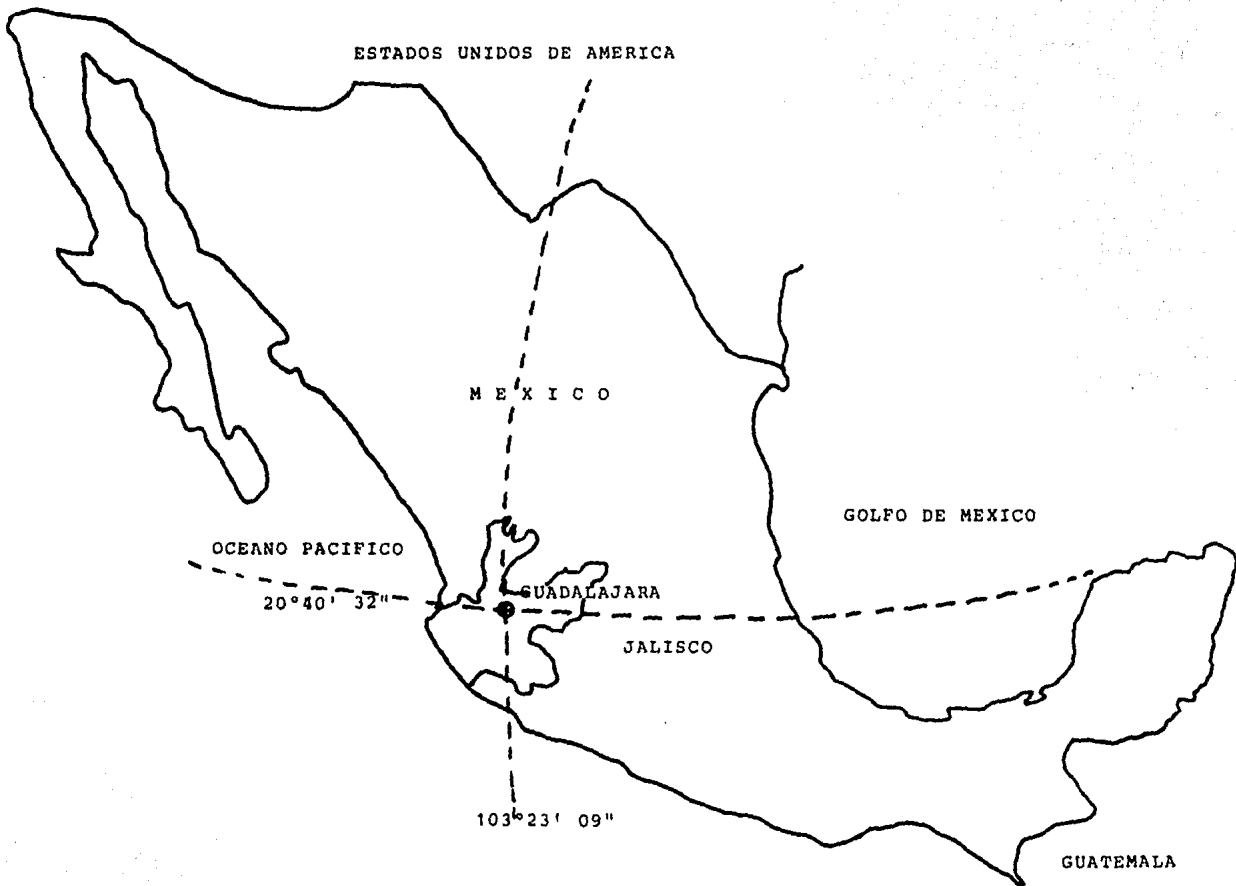 ESTADOS UNIDOS DE AMERICA
M E X I C O
GOLFO DE MEXICO
OCEANO PACIFICO
GUADALAJARA
20°40' 32"
JALISCO
103°23' 09"
GUATEMALA